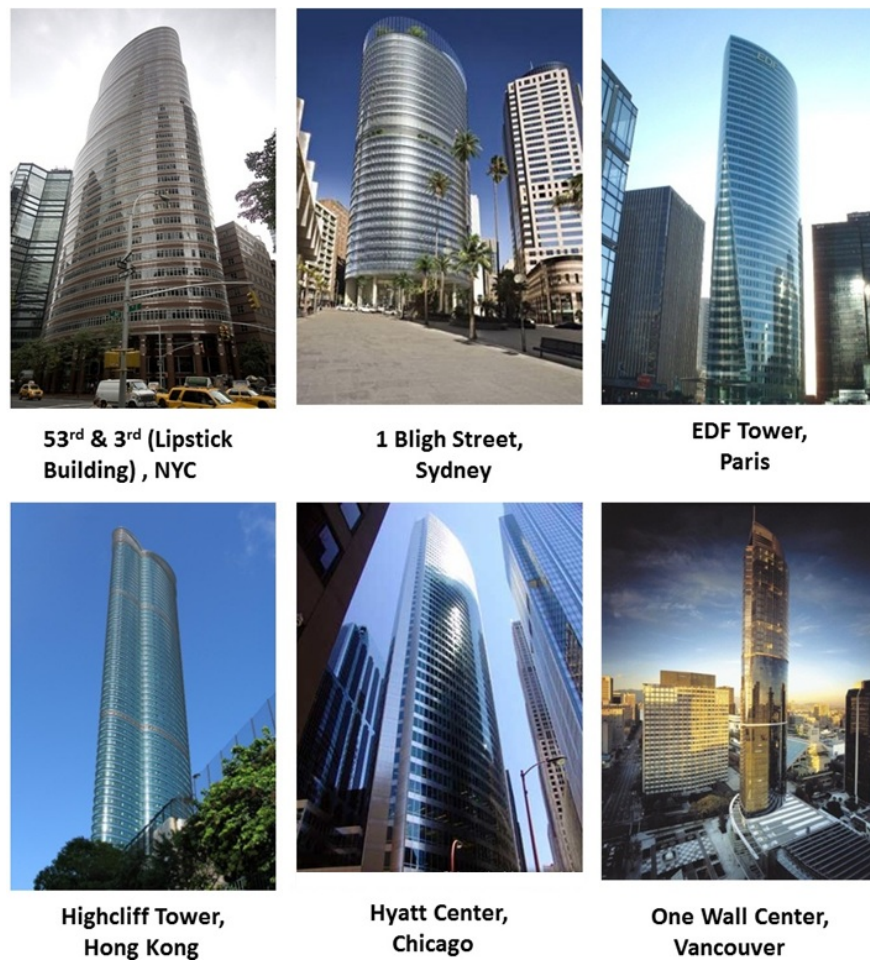 53rd & 3rd (Lipstick
Building) , NYC
1 Bligh Street,
Sydney
EDF Tower,
Paris
Highcliff Tower,
Hong Kong
Hyatt Center,
Chicago
One Wall Center,
Vancouver